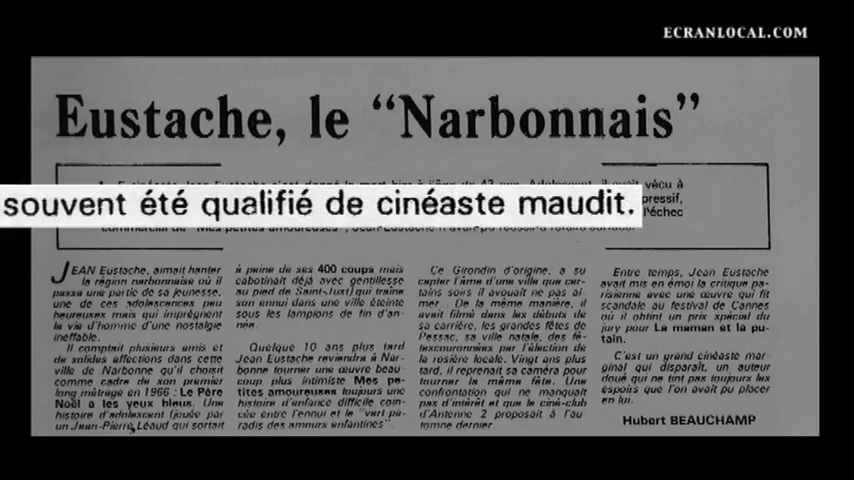 ECRANLOCAL.COM
Eustache, le “Narbonnais”
vécu à
souvent été qualifié de cinéaste maudit.
pressif,
l'échec
commercial de "Mes petites amoureuses", Jean-Eustache
JEAN Eustache, aimait hanter
la région narbonnaise où il
passa une partie de sa jeunesse,
une de ces adolescences peu
heureuses mais qui imprègnent
la vie d'homme d'une nostalgie
ineffable.
Il comptait plusieurs amis et
de solides affections dans cette
ville de Narbonne qu'il choisit
comme cadre de son premier
long métrage en 1966 : Le Père
Noël a les yeux bleus. Une
histoire d'adolescent (jouée par
un Jean-Pierre Léaud qui sortait
à peine de ses 400 coups mais
cabotinait déjà avec gentillesse
au pied de Saint-Just) qui traîne
son ennui dans une ville éteinte
sous les lampions de fin d'an-
née.
Quelque 10 ans plus tard
Jean Eustache reviendra à Nar-
bonne tourner une œuvre beau-
coup plus intimiste Mes pe-
tites amoureuses toujours une
histoire d'enfance difficile coin-
cée entre l'ennui et le "vert pa-
radis des amours enfantines".
Ce Girondin d'origine, a su
capter l'âme d'une ville que cer-
tains soirs il avouait ne pas ai-
mer... De la même manière, il
avait filmé dans les débuts de
sa carrière, les grandes fêtes de
Pessac, sa ville natale, des fê-
tes couronnées par l'élection de
la rosière locale. Vingt ans plus
tard, il reprenait sa caméra pour
tourner la même fête. Une
confrontation qui ne manquait
pas d'intérêt et que le ciné-club
d'Antenne 2 proposait à l'au-
tomne dernier.
Entre temps, Jean Eustache
avait mis en émoi la critique pa-
risienne avec une œuvre qui fit
scandale au festival de Cannes
où il obtint un prix spécial du
jury pour La maman et la pu-
tain.
C'est un grand cinéaste mar-
ginal qui disparaît, un auteur
doué qui ne tint pas toujours les
espoirs que l'on avait pu placer
en lui.
Hubert BEAUCHAMP